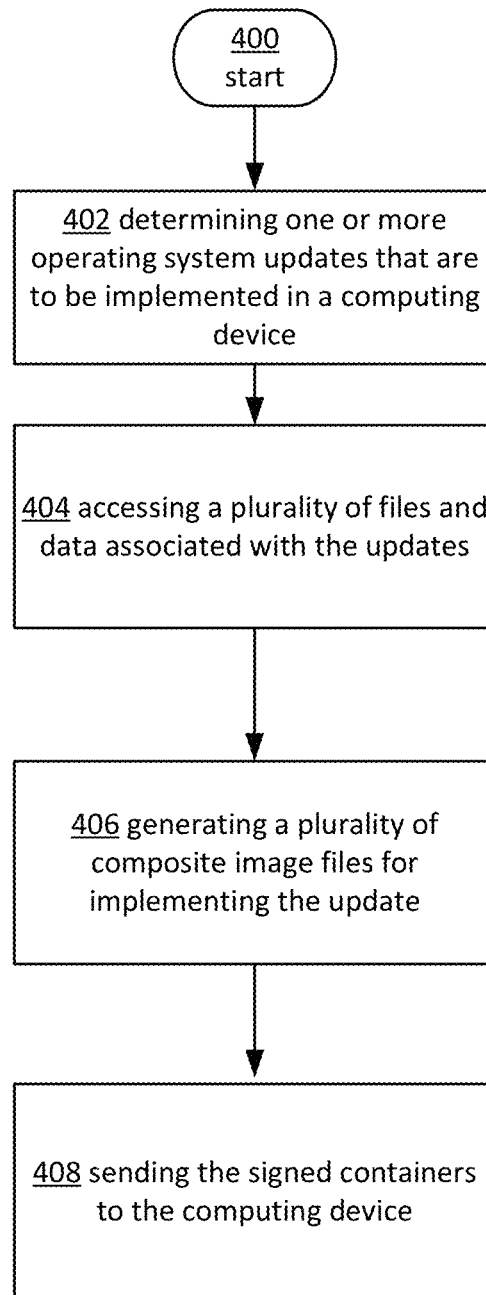 400
start
402 determining one or more
operating system updates that are
to be implemented in a computing
device
404 accessing a plurality of files and
data associated with the updates
406 generating a plurality of
composite image files for
implementing the update
408 sending the signed containers
to the computing device